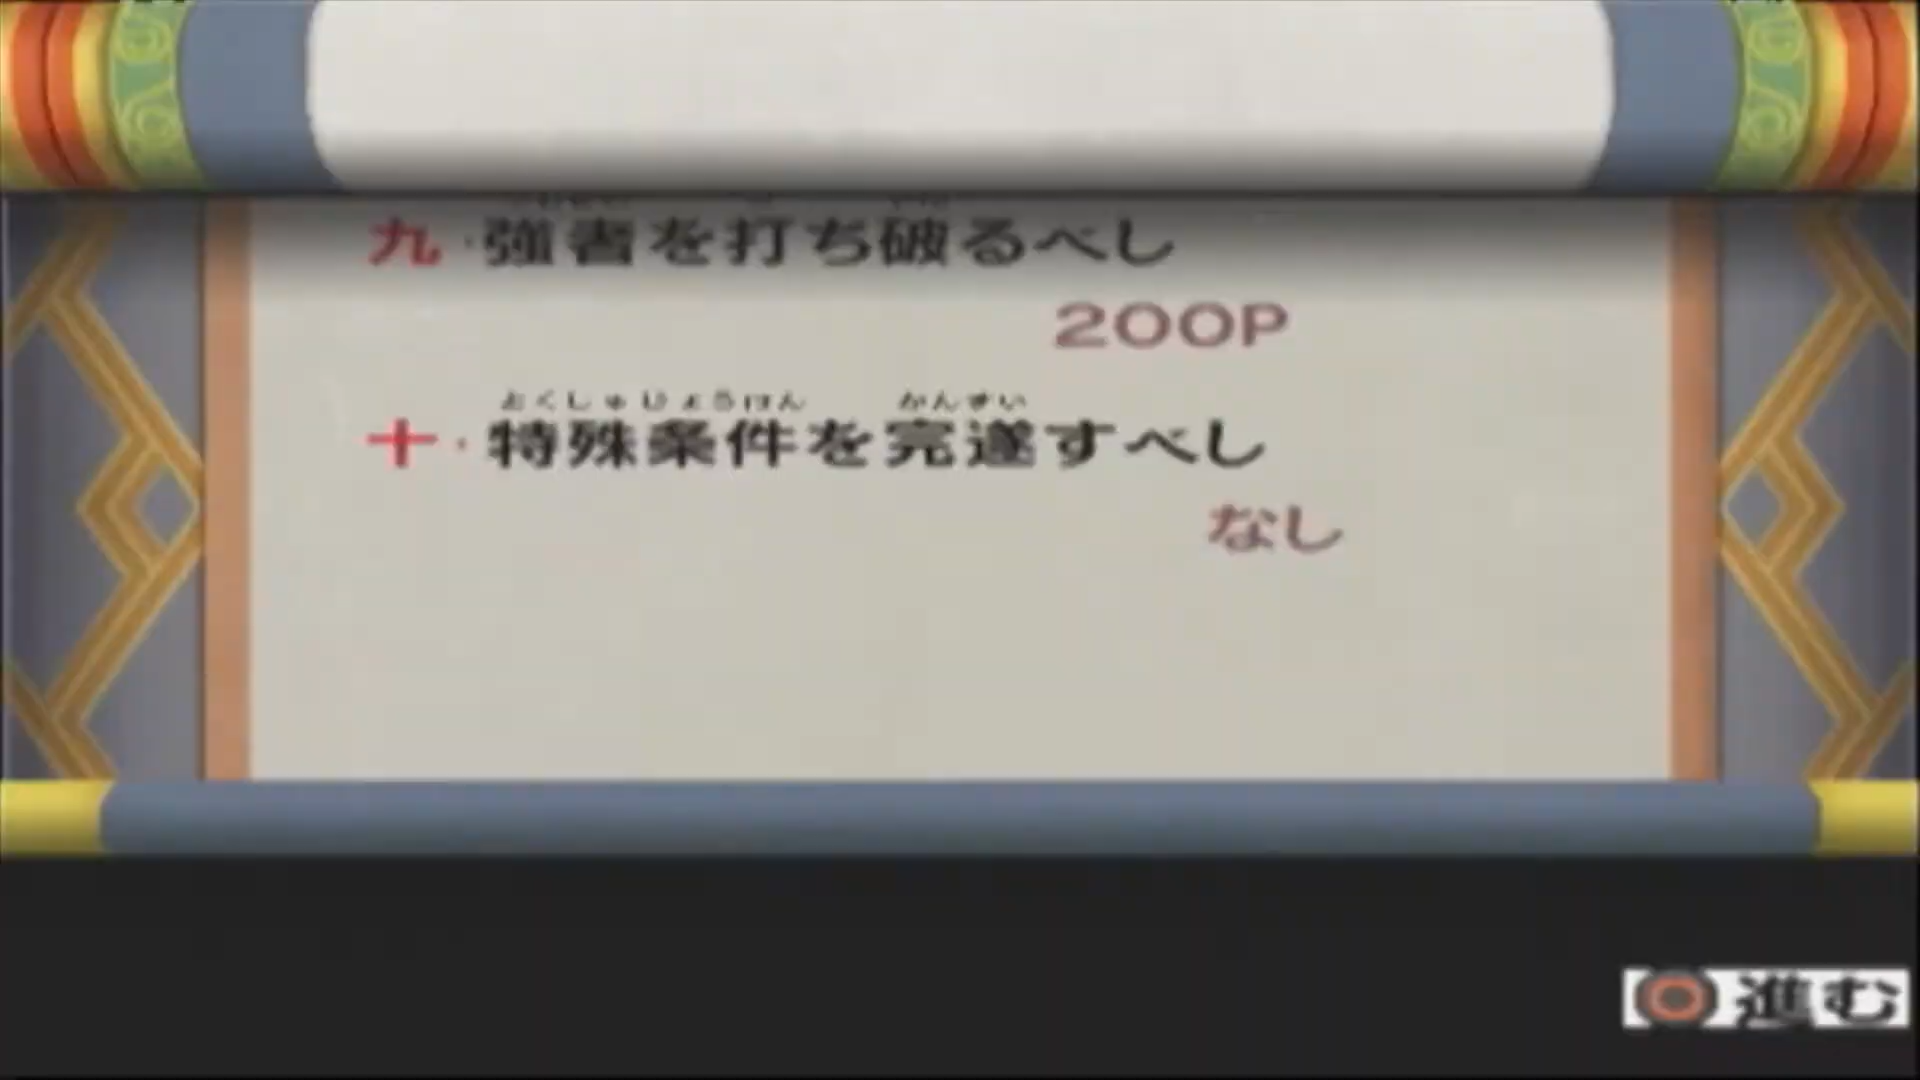 九·強者を打ち破るべし
200P
とくしゅじょうけん かんすい
十·特殊条件を完遂すべし
なし
進む